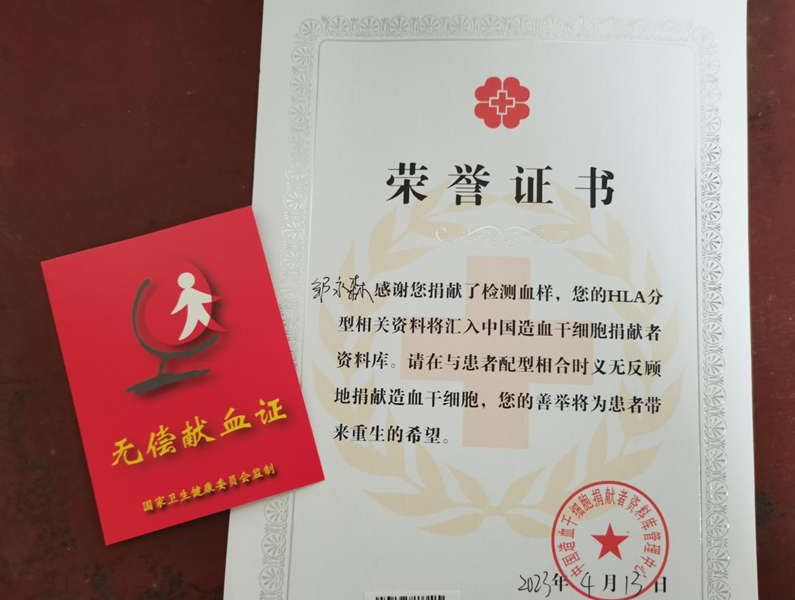 荣誉证书
邹永森感谢您捐献了检测血样，您的HLA分
型相关资料将汇入中国造血干细胞捐献者
资料库。请在与患者配型相合时义无反顾
地捐献造血干细胞，您的善举将为患者带
来重生的希望。
中国造血干细胞捐献者资料库管理中心
2023年4月13日
无偿献血证
国家卫生健康委员会监制